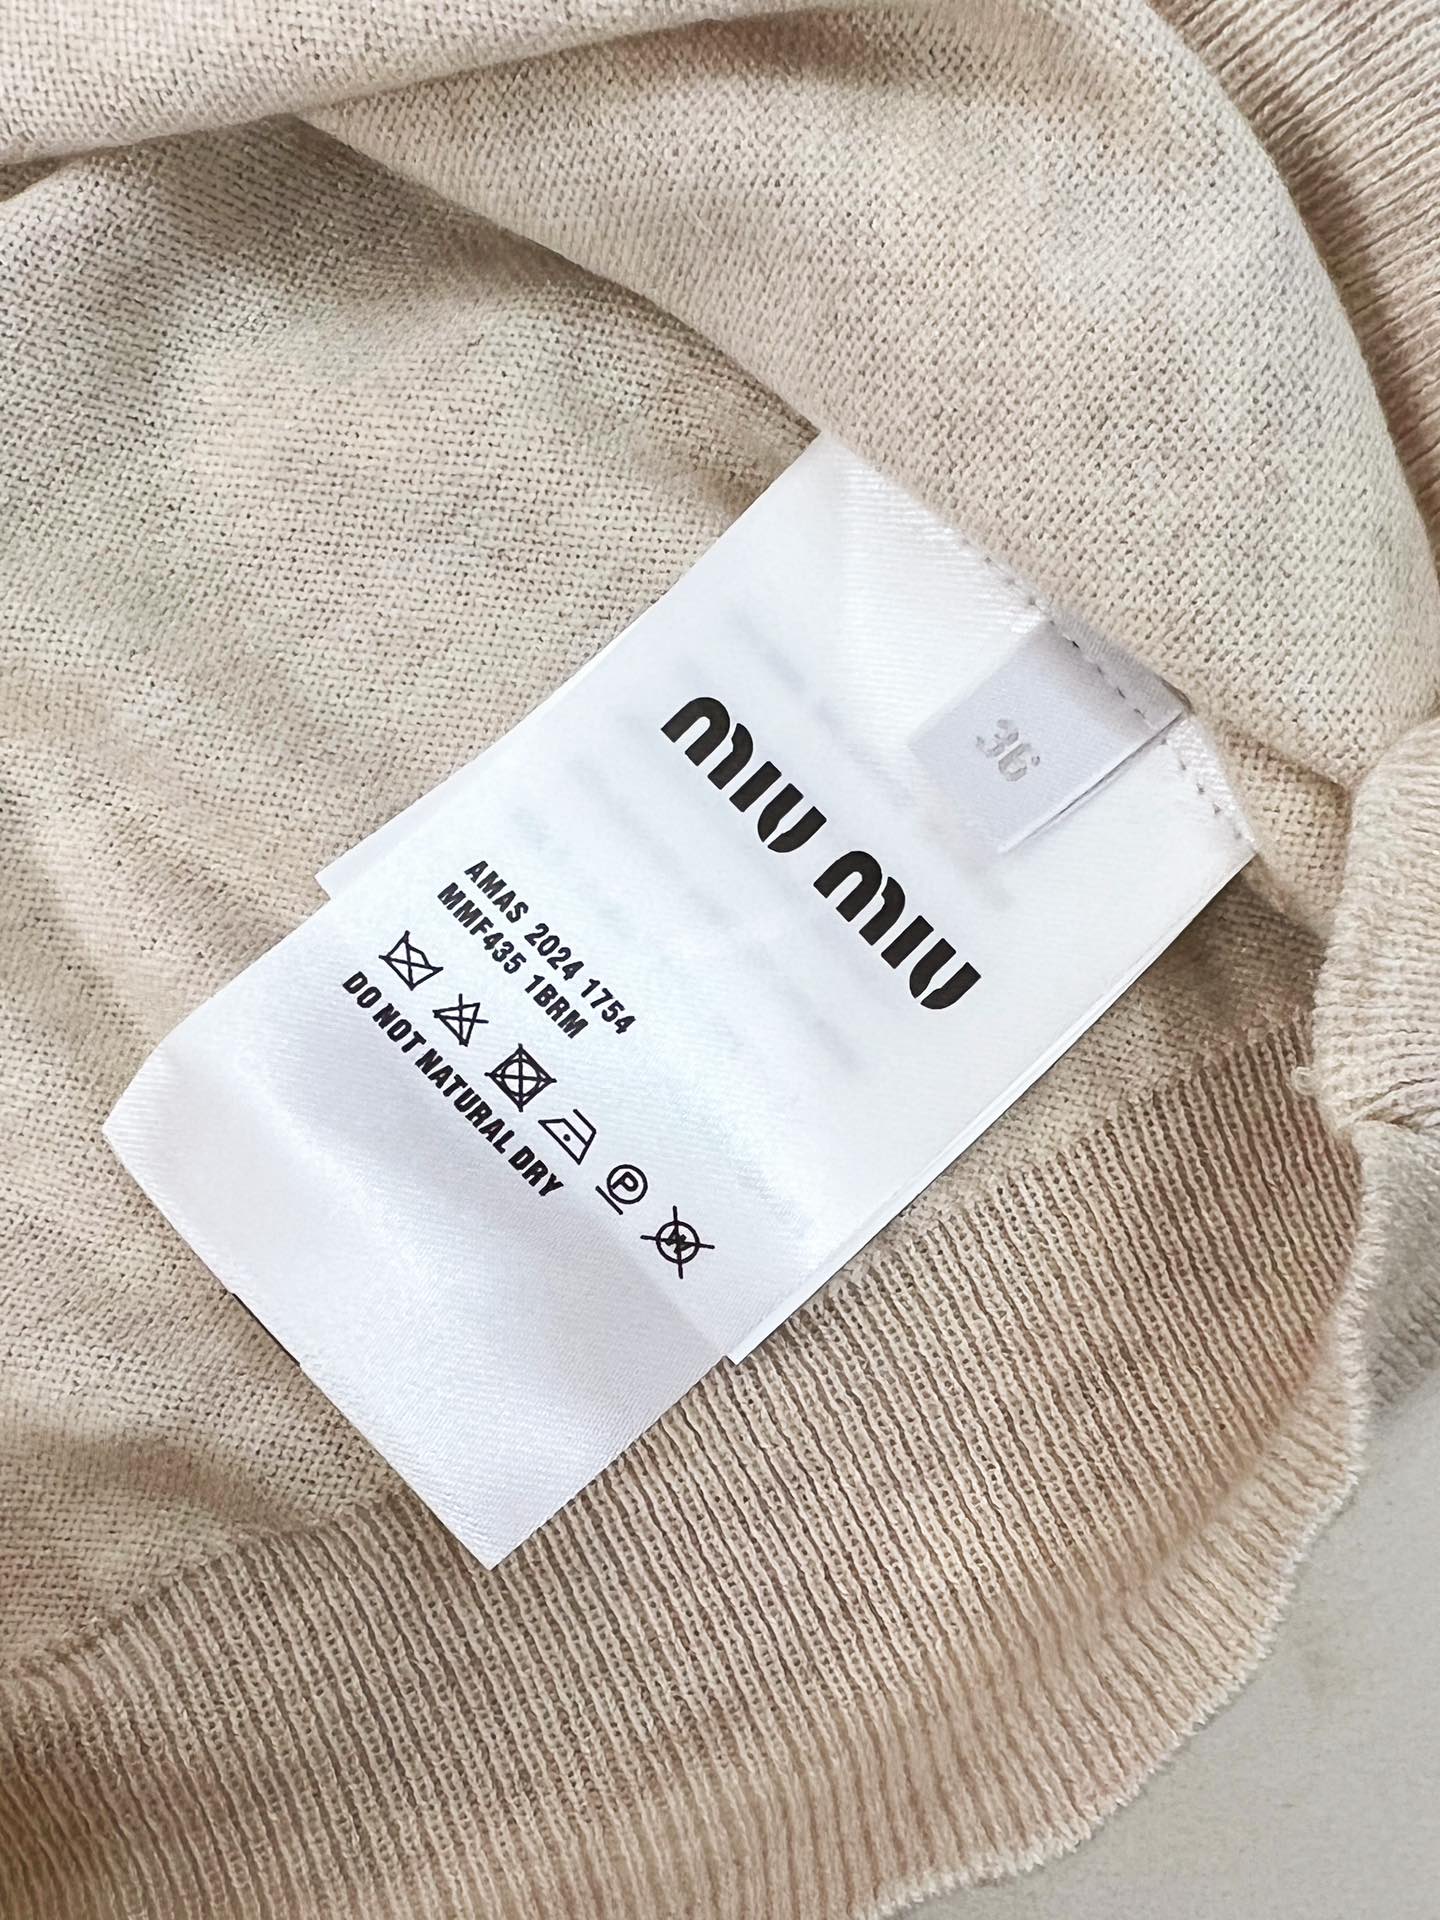 36
miu miu
AMAS 2024 1754
MMF435 1BRM
P
W
DO NOT NATURAL DRY